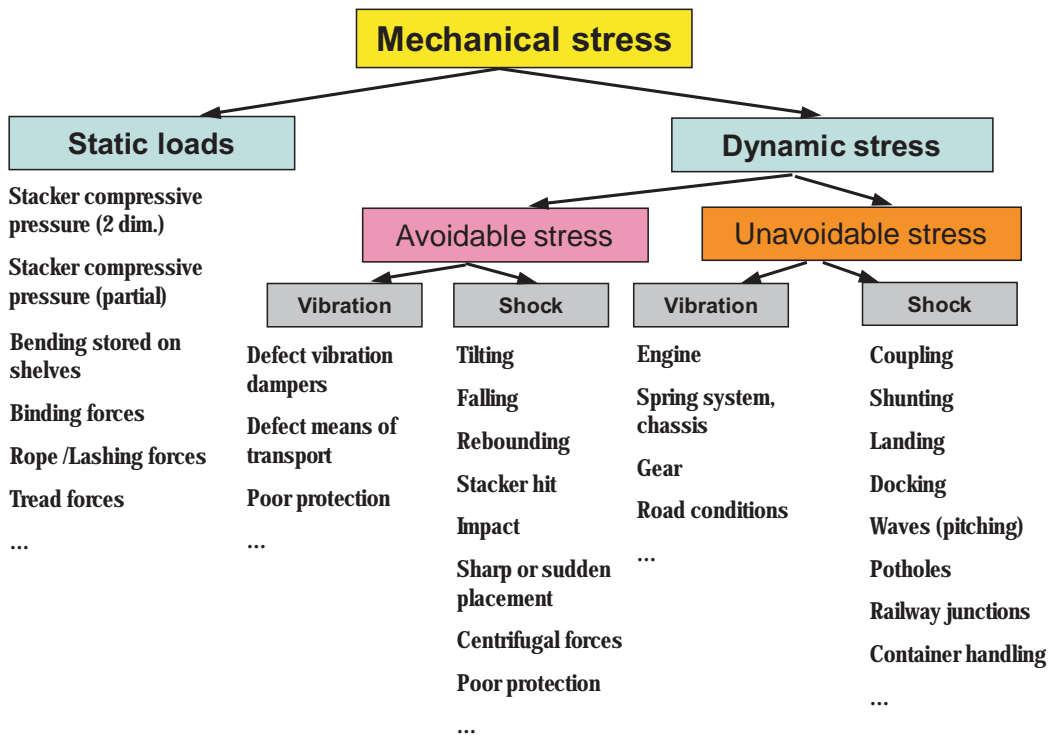 Mechanical stress
Static loads
Stacker compressive
pressure (2 dim.)
Stacker compressive
pressure (partial)
Bending stored on
shelves
Binding forces
Rope /Lashing forces
Tread forces
...
Dynamic stress
Avoidable stress
Vibration
Defect vibration
dampers
Defect means of
transport
Poor protection
...
Shock
Tilting
Falling
Rebounding
Stacker hit
Impact
Sharp or sudden
placement
Centrifugal forces
Poor protection
...
Unavoidable stress
Vibration
Engine
Spring system,
chassis
Gear
Road conditions
...
Shock
Coupling
Shunting
Landing
Docking
Waves (pitching)
Potholes
Railway junctions
Container handling
...